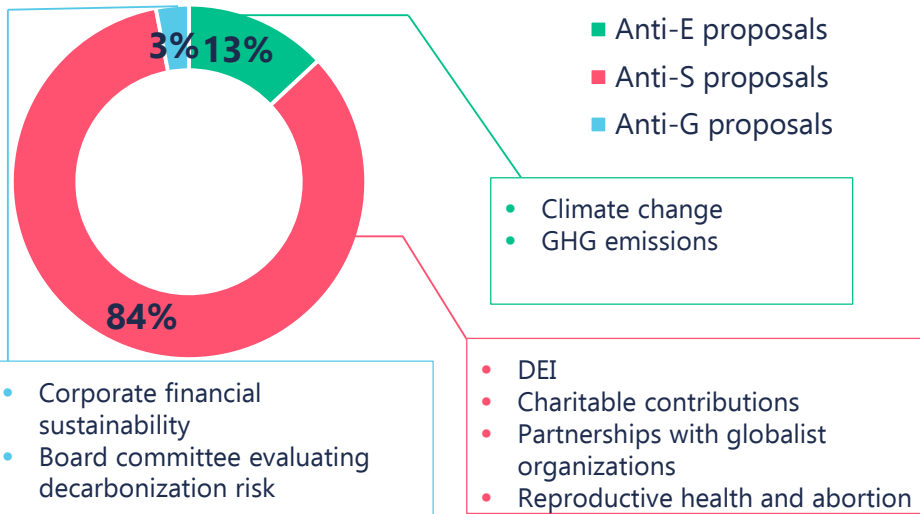 3% 13%
84%
Anti-E proposals
Anti-S proposals
Anti-G proposals
• Climate change
• GHG emissions
• Corporate financial
sustainability
• Board committee evaluating
decarbonization risk
• DEI
• Charitable contributions
• Partnerships with globalist
organizations
• Reproductive health and abortion